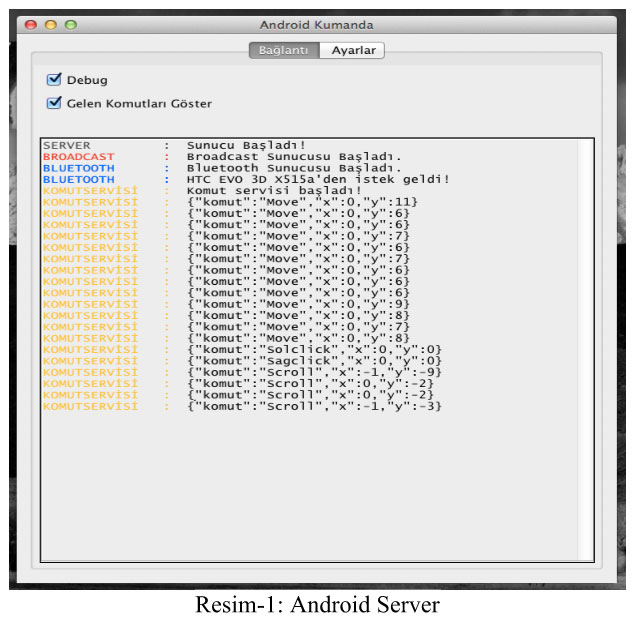 Android Kumanda
Bağlantı Ayarlar
Debug
Gelen Komutları Göster
SERVER : Sunucu Başladı!
BROADCAST : Broadcast Sunucusu Başladı.
BLUETOOTH : Bluetooth Sunucusu Başladı.
BLUETOOTH : HTC EVO 3D X515a'den istek geldi!
KOMUTSERVİSİ : Komut servisi başladı!
KOMUTSERVİSİ : {"komut":"Move","x":0,"y":11}
KOMUTSERVİSİ : {"komut":"Move","x":0,"y":6}
KOMUTSERVİSİ : {"komut":"Move","x":0,"y":6}
KOMUTSERVİSİ : {"komut":"Move","x":0,"y":7}
KOMUTSERVİSİ : {"komut":"Move","x":0,"y":6}
KOMUTSERVİSİ : {"komut":"Move","x":0,"y":7}
KOMUTSERVİSİ : {"komut":"Move","x":0,"y":6}
KOMUTSERVİSİ : {"komut":"Move","x":0,"y":6}
KOMUTSERVİSİ : {"komut":"Move","x":0,"y":6}
KOMUTSERVİSİ : {"komut":"Move","x":0,"y":9}
KOMUTSERVİSİ : {"komut":"Move","x":0,"y":8}
KOMUTSERVİSİ : {"komut":"Move","x":0,"y":7}
KOMUTSERVİSİ : {"komut":"Move","x":0,"y":8}
KOMUTSERVİSİ : {"komut":"Solclick","x":0,"y":0}
KOMUTSERVİSİ : {"komut":"Sagclick","x":0,"y":0}
KOMUTSERVİSİ : {"komut":"Scroll","x":-1,"y":-9}
KOMUTSERVİSİ : {"komut":"Scroll","x":0,"y":-2}
KOMUTSERVİSİ : {"komut":"Scroll","x":0,"y":-2}
KOMUTSERVİSİ : {"komut":"Scroll","x":-1,"y":-3}
Resim-1: Android Server